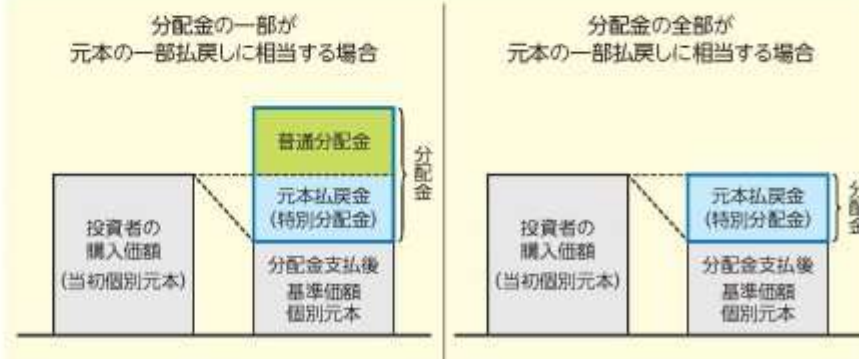 分配金の一部が
元本の一部払戻しに相当する場合
普通分配金
元本払戻金
(特別分配金)
分配金
投資者の
購入価額
(当初個別元本)
分配金支払後
基準価額
個別元本
分配金の全部が
元本の一部払戻しに相当する場合
元本払戻金
(特別分配金)
分配金
投資者の
購入価額
(当初個別元本)
分配金支払後
基準価額
個別元本